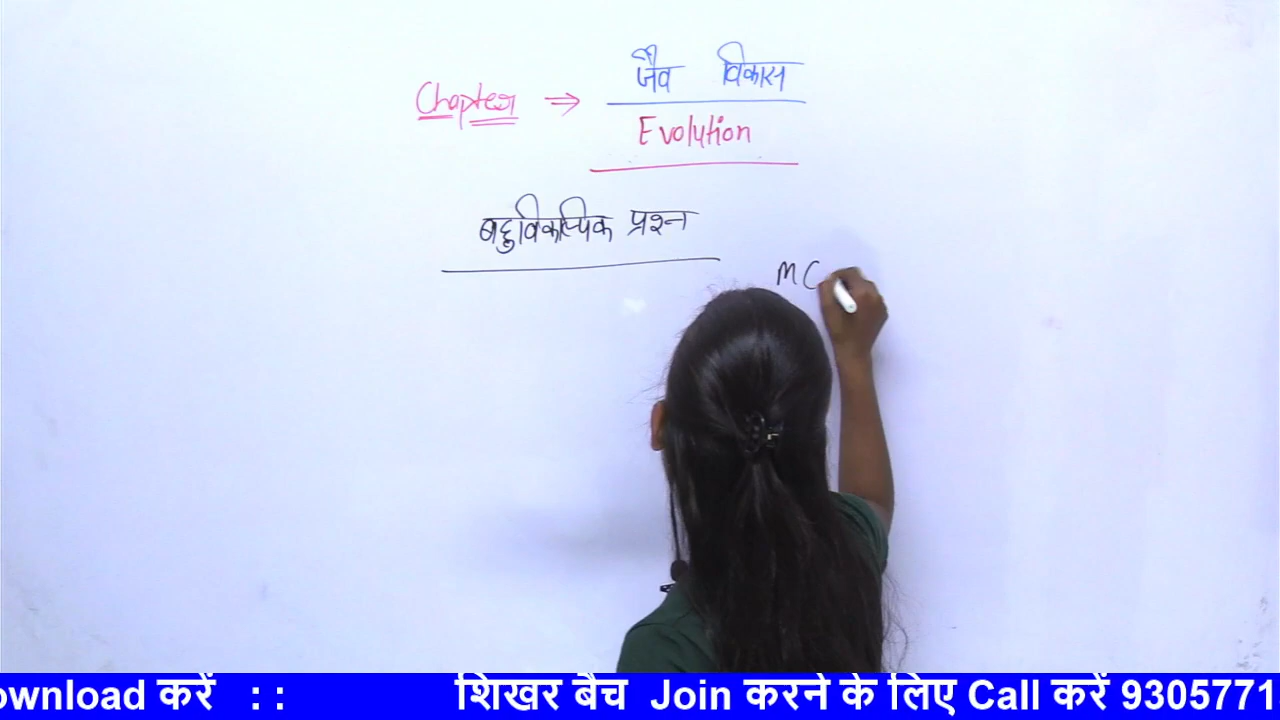 Chapter ⇒ जैव विकास
Evolution
बहुविकल्पिक प्रश्न
MC
ownload करें :: शिखर बैच Join करने के लिए Call करें 9305771